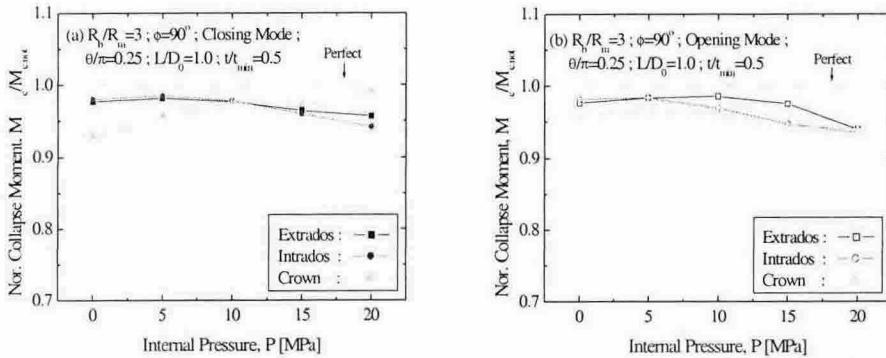 (a) R_b/R_m=3 ; ϕ=90° ; Closing Mode ;
θ/π=0.25 ; L/D_0=1.0 ; t/t_min=0.5
Perfect
1.1
1.0
0.9
0.8
0.7
Nor. Collapse Moment. M_c/M_c,not
Extrados :
Intrados :
Crown :
0 5 10 15 20
Internal Pressure, P [MPa]
(b) R_b/R_m=3 ; ϕ=90° ; Opening Mode ;
θ/π=0.25 ; L/D_0=1.0 ; t/t_min=0.5
Perfect
1.1
1.0
0.9
0.8
0.7
Nor. Collapse Moment, M_c/M_c,not
Extrados :
Intrados :
Crown :
0 5 10 15 20
Internal Pressure, P [MPa]